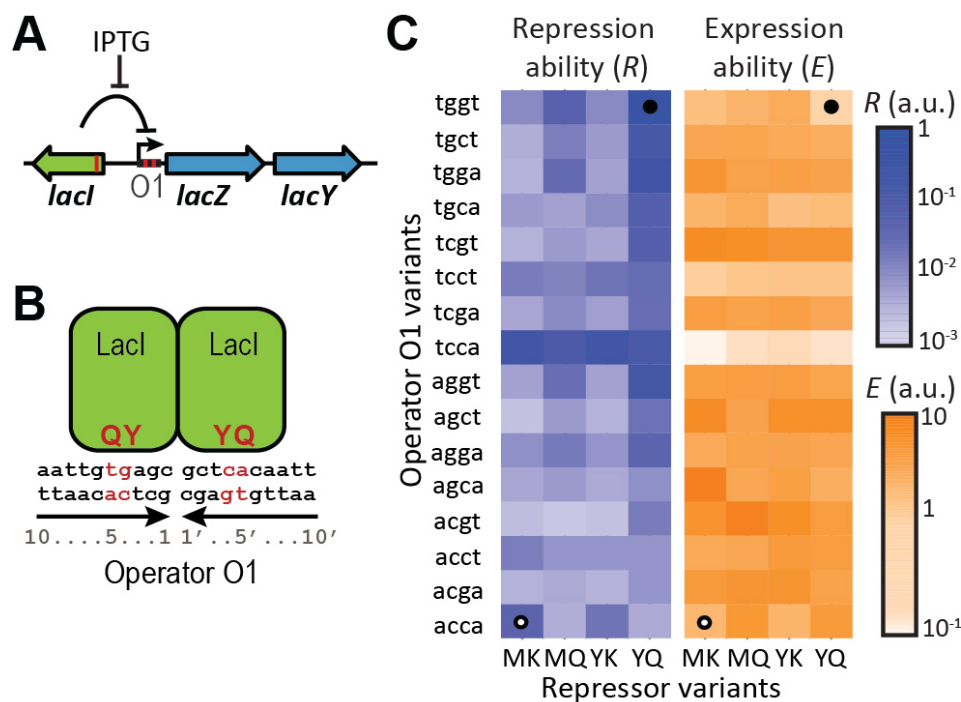 A
IPTG
O1
lacI
lacZ
lacY
B
LacI
LacI
QY
YQ
aattgtgagc gctcacaatt
ttaacactcg cgagtgttaa
10....5...1 1'..5'...10'
Operator O1
C
Repression ability (R)
Expression ability (E)
Operator O1 variants
tggt
tgct
tgga
tgca
tcgt
tcct
tcga
tcca
aggt
agct
agga
agca
acgt
acct
acga
acca
MK MQ YK YQ
MK MQ YK YQ
Repressor variants
R (a.u.)
1
10-1
10-2
10-3
E (a.u.)
10
1
10-1